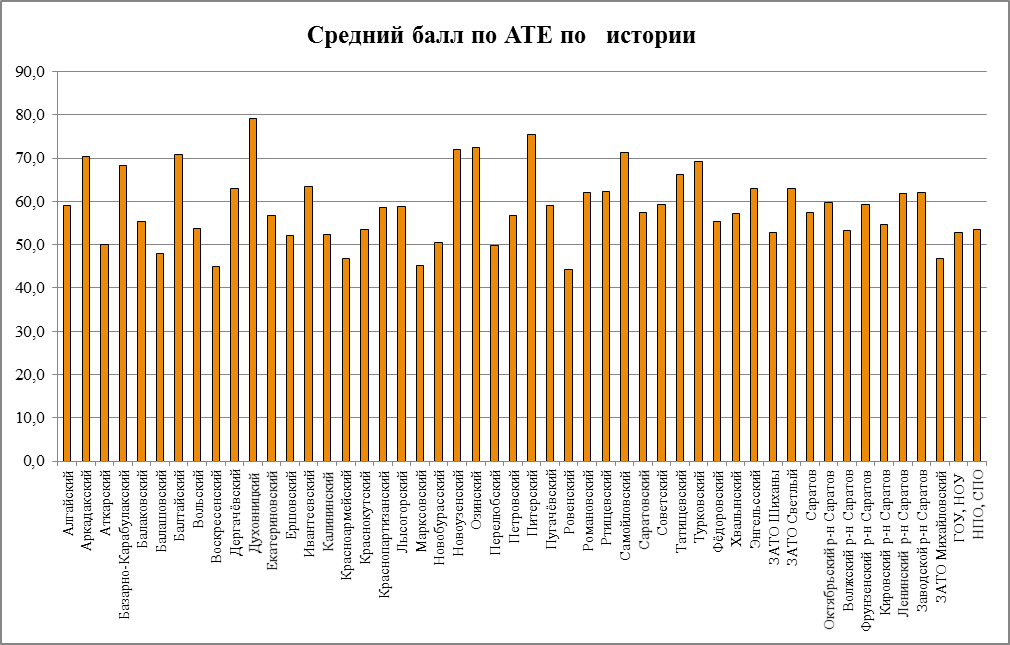 Средний балл по АТЕ по истории
90,0
80,0
70,0
60,0
50,0
40,0
30,0
20,0
10,0
0,0
Алтайский
Аркадакский
Аткарский
Базарно-Карабулакский
Балаковский
Балашовский
Балтайский
Вольский
Воскресенский
Дергачёвский
Духовницкий
Екатериновский
Ершовский
Ивантеевский
Калининский
Красноармейский
Краснокутский
Краснопартизанский
Лысогорский
Марксовский
Новобурасский
Новоузенский
Озинский
Перелюбский
Петровский
Питерский
Пугачёвский
Ровенский
Романовский
Ртищевский
Самойловский
Саратовский
Советский
Татищевский
Турковский
Фёдоровский
Хвалынский
Энгельсский
ЗАТО Шиханы
ЗАТО Светлый
Саратов
Октябрьский р-н Саратов
Волжский р-н Саратов
Фрунзенский р-н Саратов
Кировский р-н Саратов
Ленинский р-н Саратов
Заводской р-н Саратов
ЗАТО Михайловский
ГОУ, НОУ
НПО, СПО